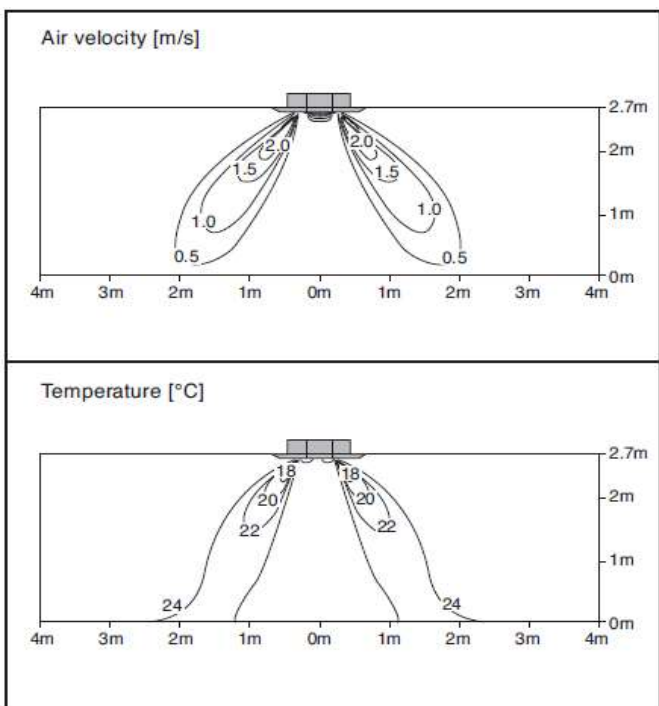 Air velocity [m/s]
2.7m
2.0 2.0
2m
1.5 1.5
1.0 1.0
1m
0.5 0.5
0m
4m 3m 2m 1m 0m 1m 2m 3m 4m
Temperature [°C]
2.7m
18 18
20 20
2m
22 22
1m
24 24
0m
4m 3m 2m 1m 0m 1m 2m 3m 4m